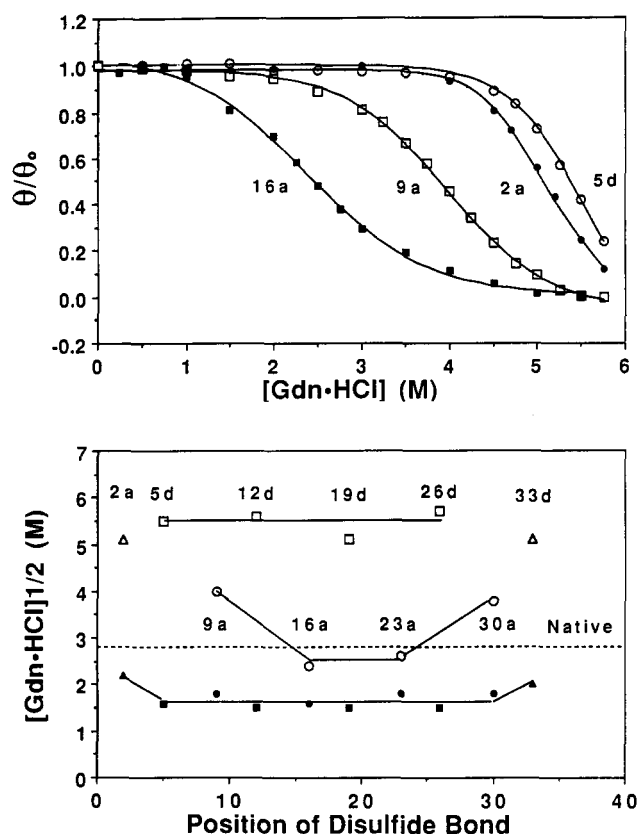 1.2
1.0
0.8
0.6
0.4
0.2
0.0
-0.2
θ/θo
16a
9a
2a
5d
0 1 2 3 4 5 6
[Gdn•HCl] (M)
7
6
5
4
3
2
1
0
[Gdn•HCl]1/2 (M)
2a 5d 12d 19d 26d 33d
9a 16a 23a 30a
Native
0 10 20 30 40
Position of Disulfide Bond